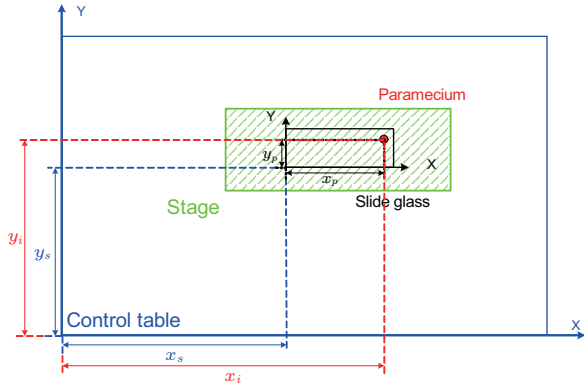 Y
Paramecium
Y
y_p
X
x_p
Slide glass
Stage
y_i
y_s
Control table
X
x_s
x_i